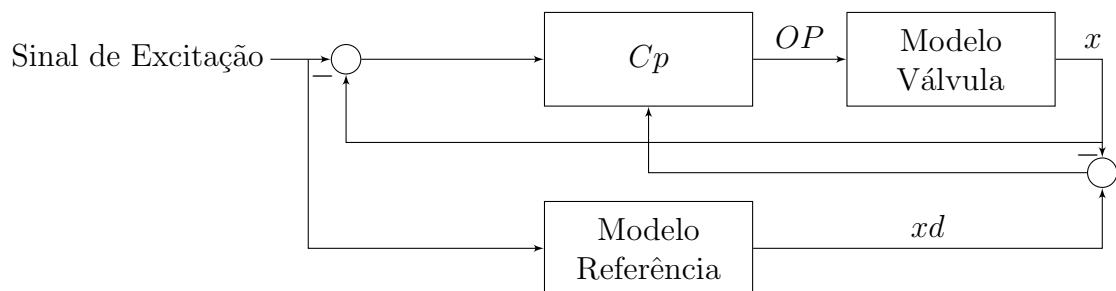 Sinal de Excitação
−
Cp
OP
Modelo
Válvula
x
−
Modelo
Referência
xd